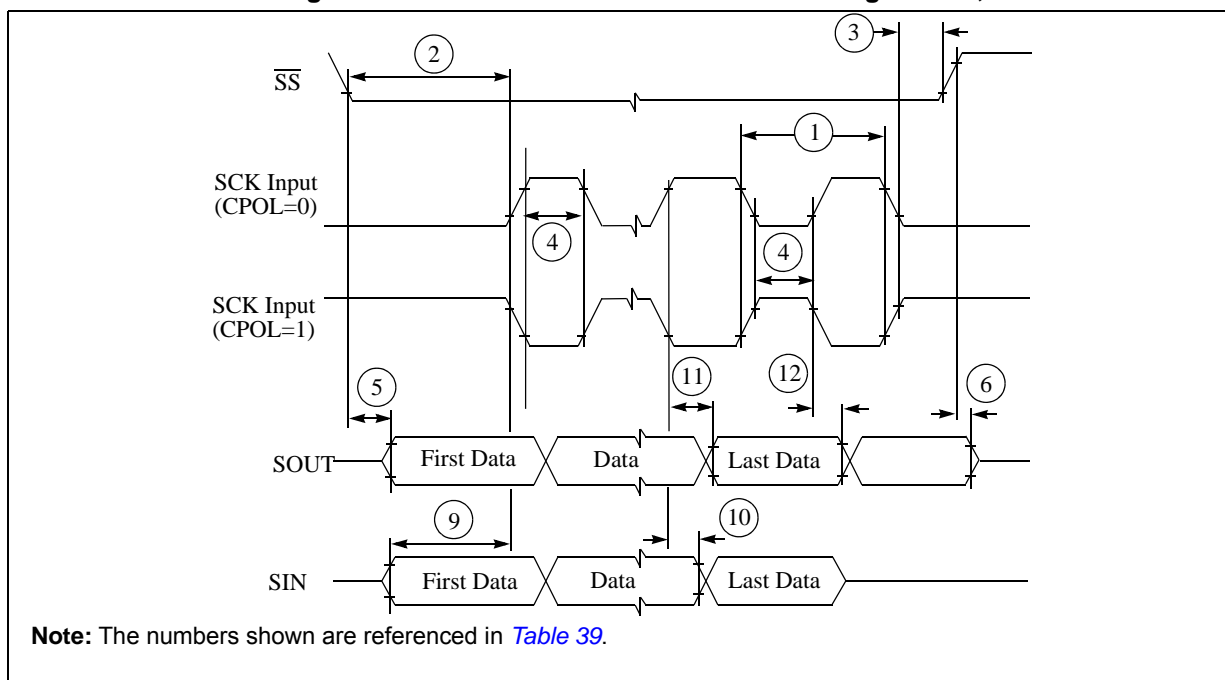 3
2
SS
1
SCK Input
(CPOL=0)
4
4
SCK Input
(CPOL=1)
5
11
12
6
SOUT
First Data
Data
Last Data
9
10
SIN
First Data
Data
Last Data
Note: The numbers shown are referenced in Table 39.